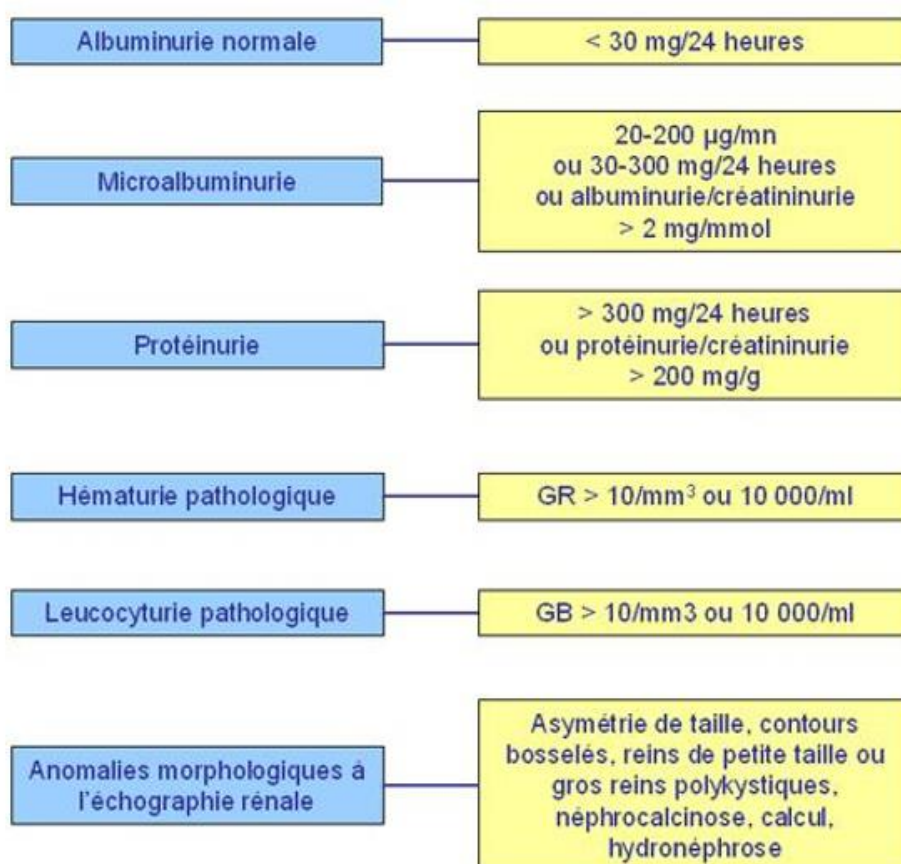 Albuminurie normale
< 30 mg/24 heures
Microalbuminurie
20-200 µg/mn
ou 30-300 mg/24 heures
ou albuminurie/créatininurie
> 2 mg/mmol
Protéinurie
> 300 mg/24 heures
ou protéinurie/créatininurie
> 200 mg/g
Hématurie pathologique
GR > 10/mm³ ou 10 000/ml
Leucocyturie pathologique
GB > 10/mm3 ou 10 000/ml
Anomalies morphologiques à
l'échographie rénale
Asymétrie de taille, contours
bosselés, reins de petite taille ou
gros reins polykystiques,
néphrocalcinose, calcul,
hydronéphrose